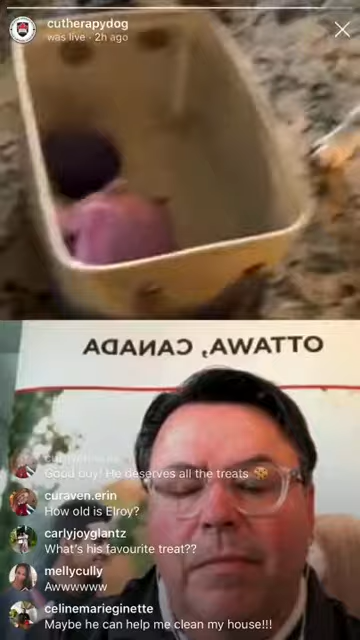 cutherapydog
was live · 2h ago
OTTAWA, CANADA
Good boy! He deserves all the treats 🦮
curaven.erin
How old is Elroy?
carlyjoyglantz
What's his favourite treat??
mellycully
Awwwwww
celinemarieginette
Maybe he can help me clean my house!!!